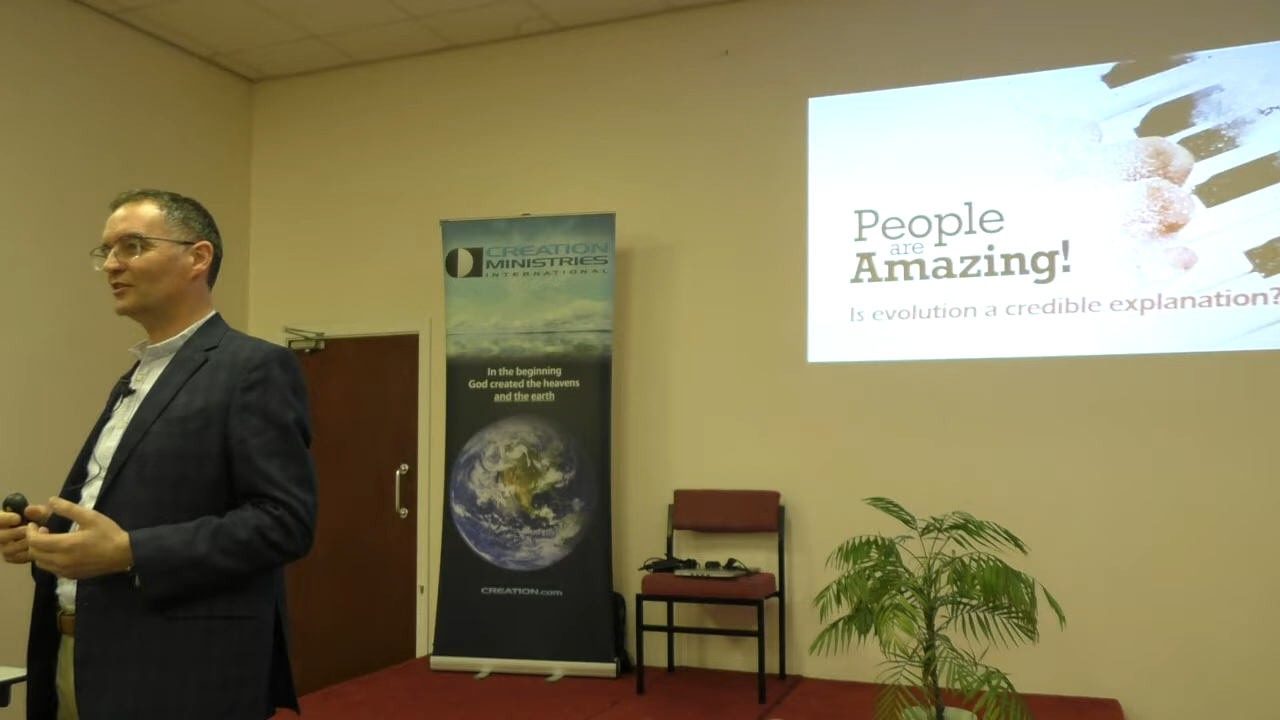 CREATION
MINISTRIES
INTERNATIONAL
In the beginning
God created the heavens
and the earth
CREATION.com
People
are
Amazing!
Is evolution a credible explanation?